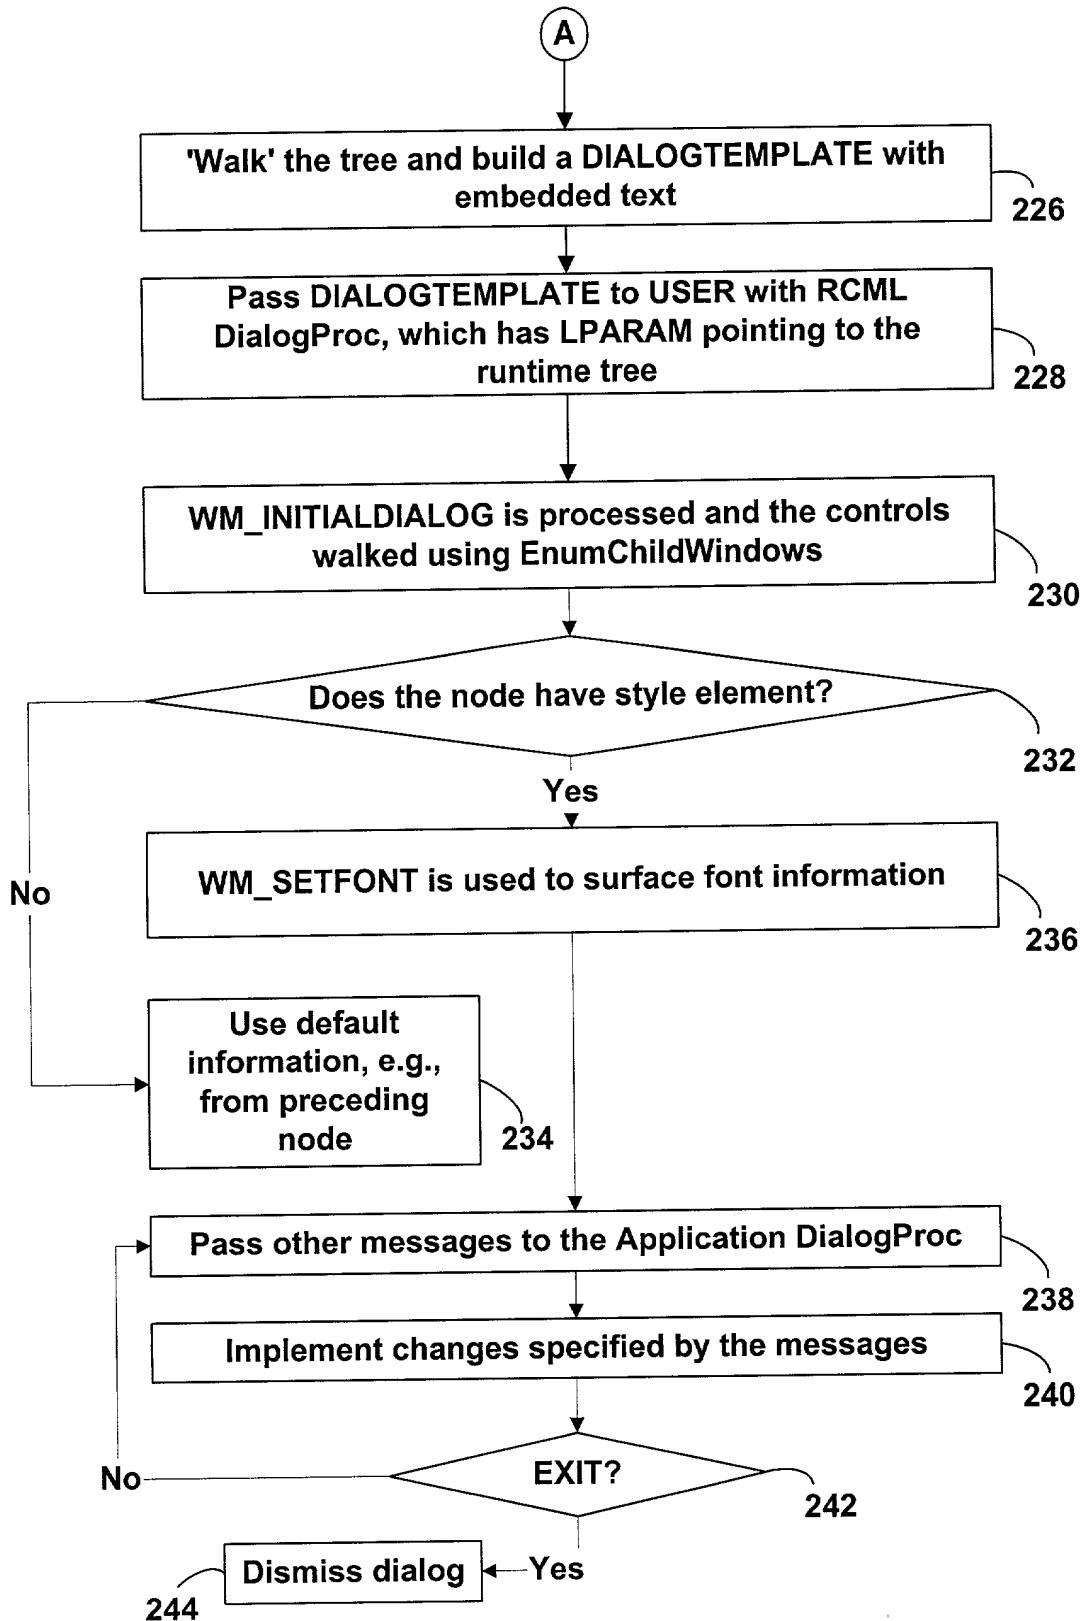 A
'Walk' the tree and build a DIALOGTEMPLATE with
embedded text
226
Pass DIALOGTEMPLATE to USER with RCML
DialogProc, which has LPARAM pointing to the
runtime tree
228
WM_INITIALDIALOG is processed and the controls
walked using EnumChildWindows
230
Does the node have style element?
232
Yes
No
WM_SETFONT is used to surface font information
236
Use default
information, e.g.,
from preceding
node
234
Pass other messages to the Application DialogProc
238
Implement changes specified by the messages
240
EXIT?
No
242
Dismiss dialog
Yes
244